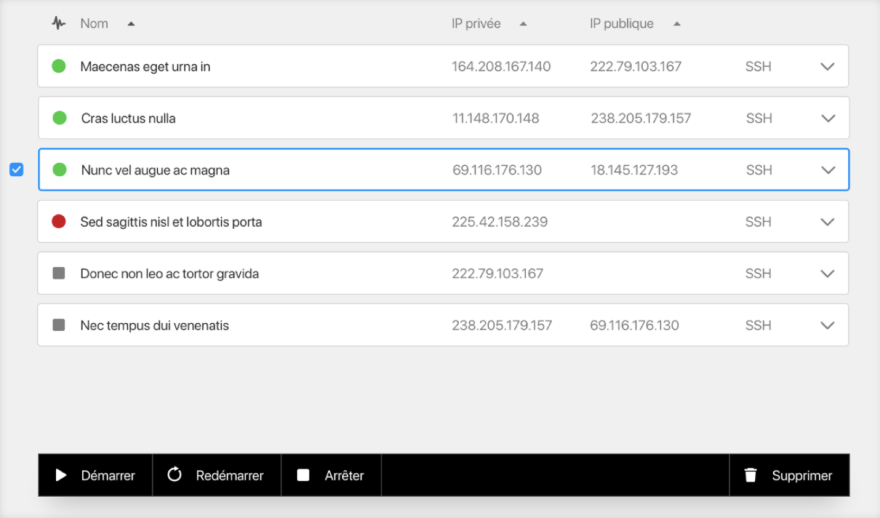 Nom IP privée IP publique
Maecenas eget urna in 164.208.167.140 222.79.103.167 SSH
Cras luctus nulla 11.148.170.148 238.205.179.157 SSH
Nunc vel augue ac magna 69.116.176.130 18.145.127.193 SSH
Sed sagittis nisl et lobortis porta 225.42.158.239 SSH
Donec non leo ac tortor gravida 222.79.103.167 SSH
Nec tempus dui venenatis 238.205.179.157 69.116.176.130 SSH
Démarrer Redémarrer Arrêter Supprimer